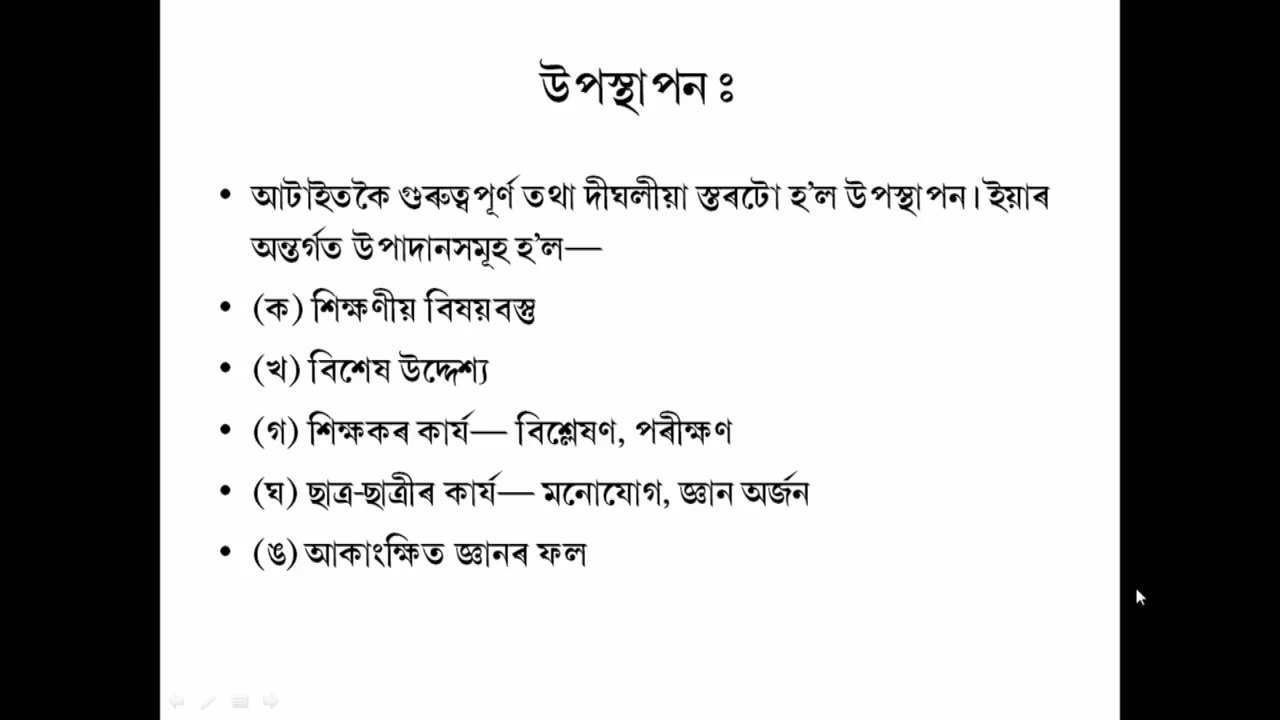 উপস্থাপন ঃ
• আটাইতকৈ গুৰুত্বপূৰ্ণ তথা দীঘলীয়া স্তৰটো হ’ল উপস্থাপন। ইয়াৰ
অন্তৰ্গত উপাদানসমূহ হ’ল—
• (ক) শিক্ষণীয় বিষয়বস্তু
• (খ) বিশেষ উদ্দেশ্য
• (গ) শিক্ষকৰ কাৰ্য— বিশ্লেষণ, পৰীক্ষণ
• (ঘ) ছাত্ৰ-ছাত্ৰীৰ কাৰ্য— মনোযোগ, জ্ঞান অৰ্জন
• (ঙ) আকাংক্ষিত জ্ঞানৰ ফল